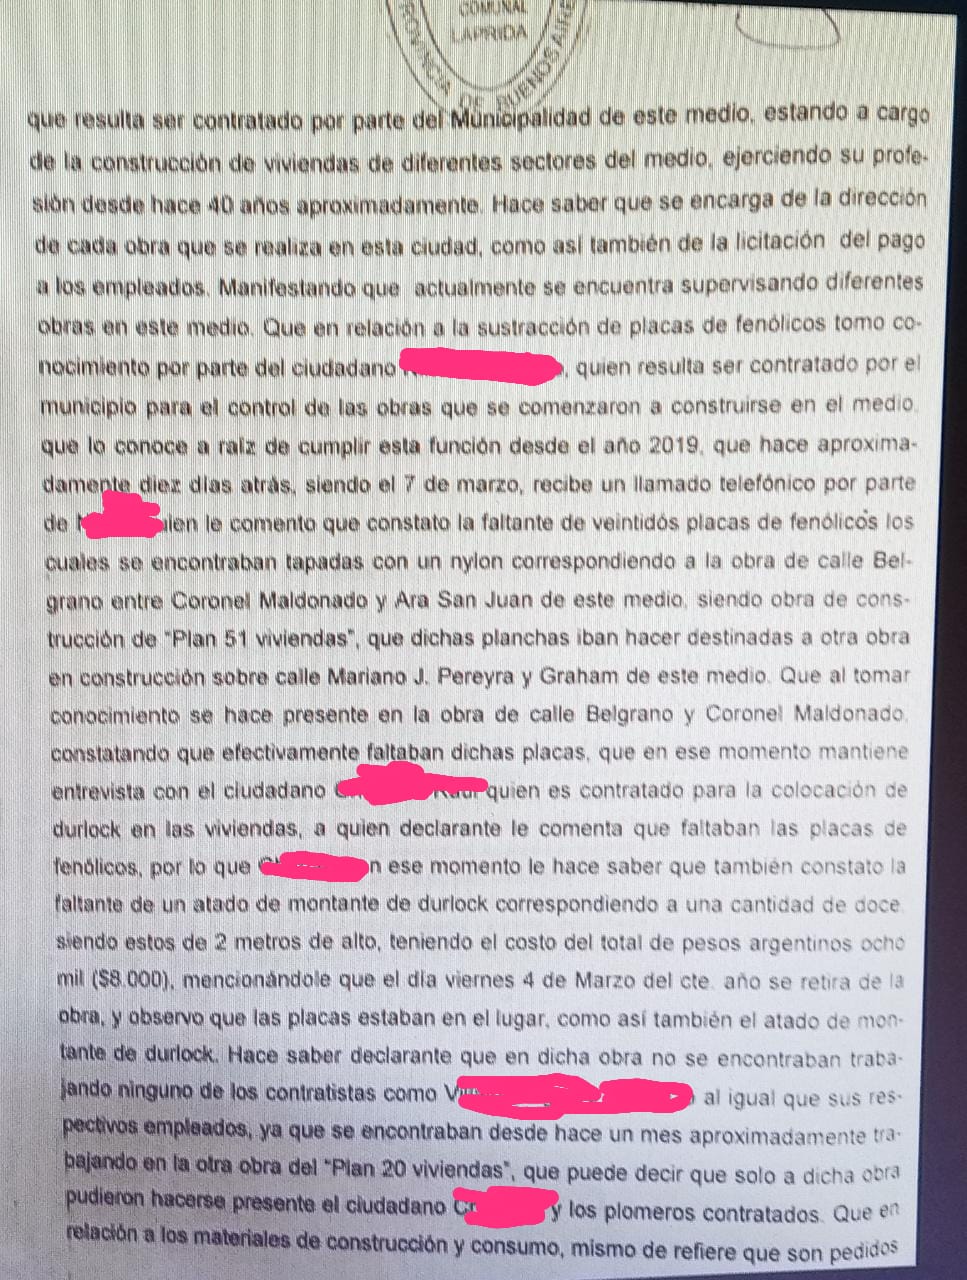 COMUNAL
LAPRIDA
PROVINCIA DE BUENOS AIRE
que resulta ser contratado por parte del Municipalidad de este medio, estando a cargo
de la construcción de viviendas de diferentes sectores del medio, ejerciendo su profe-
sión desde hace 40 años aproximadamente. Hace saber que se encarga de la dirección
de cada obra que se realiza en esta ciudad, como así también de la licitación del pago
a los empleados. Manifestando que actualmente se encuentra supervisando diferentes
obras en este medio. Que en relación a la sustracción de placas de fenólicos tomo co-
nocimiento por parte del ciudadano , quien resulta ser contratado por el
municipio para el control de las obras que se comenzaron a construirse en el medio,
que lo conoce a raíz de cumplir esta función desde el año 2019, que hace aproxima-
damente diez días atrás, siendo el 7 de marzo, recibe un llamado telefónico por parte
de ien le comento que constato la faltante de veintidós placas de fenólicos los
cuales se encontraban tapadas con un nylon correspondiendo a la obra de calle Bel-
grano entre Coronel Maldonado y Ara San Juan de este medio, siendo obra de cons-
trucción de "Plan 51 viviendas", que dichas planchas iban hacer destinadas a otra obra
en construcción sobre calle Mariano J. Pereyra y Graham de este medio. Que al tomar
conocimiento se hace presente en la obra de calle Belgrano y Coronel Maldonado,
constatando que efectivamente faltaban dichas placas, que en ese momento mantiene
entrevista con el ciudadano quien es contratado para la colocación de
durlock en las viviendas, a quien declarante le comenta que faltaban las placas de
fenólicos, por lo que n ese momento le hace saber que también constato la
faltante de un atado de montante de durlock correspondiendo a una cantidad de doce,
siendo estos de 2 metros de alto, teniendo el costo del total de pesos argentinos ocho
mil ($8.000), mencionándole que el día viernes 4 de Marzo del cte. año se retira de la
obra, y observo que las placas estaban en el lugar, como así también el atado de mon-
tante de durlock. Hace saber declarante que en dicha obra no se encontraban traba-
jando ninguno de los contratistas como V al igual que sus res-
pectivos empleados, ya que se encontraban desde hace un mes aproximadamente tra-
bajando en la otra obra del "Plan 20 viviendas", que puede decir que solo a dicha obra
pudieron hacerse presente el ciudadano C y los plomeros contratados. Que en
relación a los materiales de construcción y consumo, mismo de refiere que son pedidos